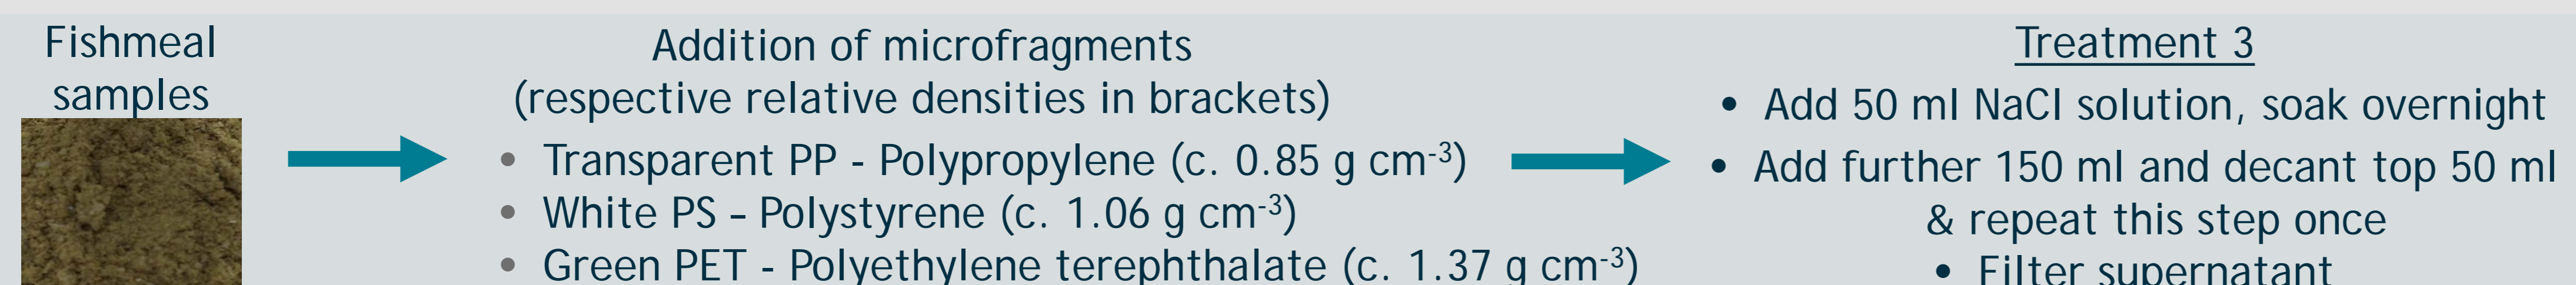 Fishmeal
samples
Addition of microfragments
(respective relative densities in brackets)
• Transparent PP - Polypropylene (c. 0.85 g cm⁻³)
• White PS – Polystyrene (c. 1.06 g cm⁻³)
• Green PET - Polyethylene terephthalate (c. 1.37 g cm⁻³)
Treatment 3
• Add 50 ml NaCl solution, soak overnight
• Add further 150 ml and decant top 50 ml
& repeat this step once
• Filter supernatant